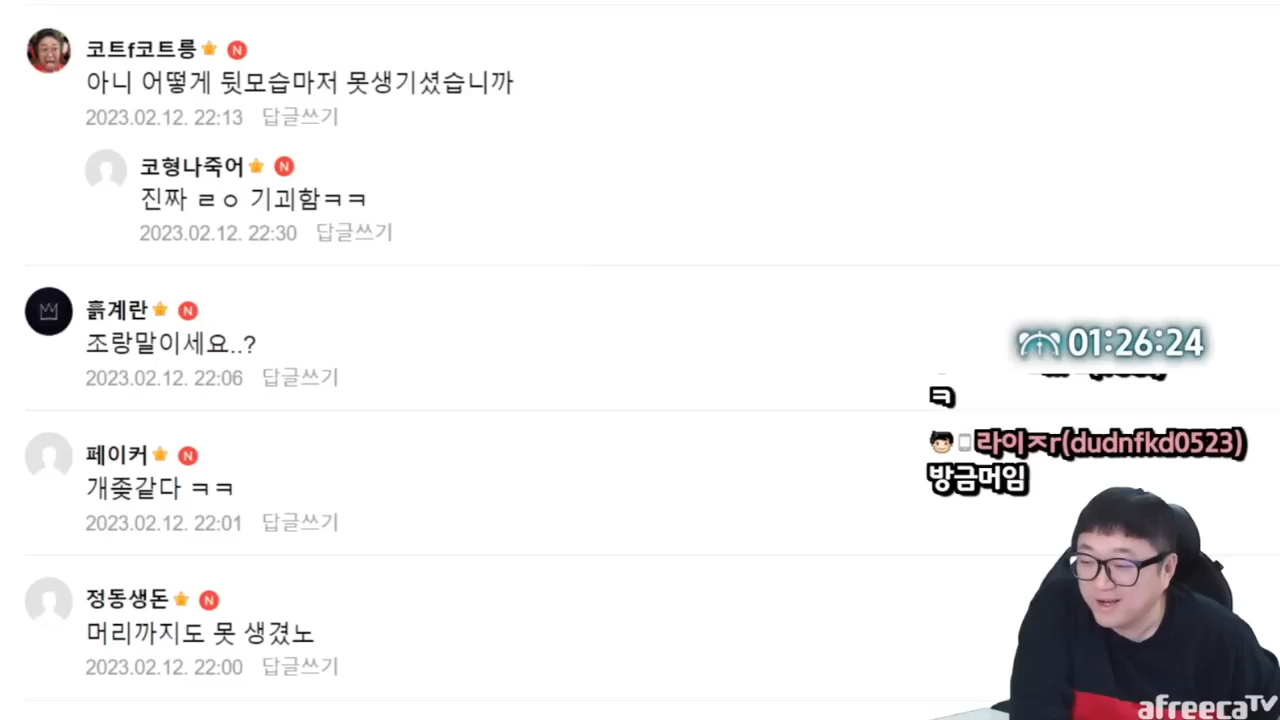 코트f코트릉
아니 어떻게 뒷모습마저 못생기셨습니까
2023.02.12. 22:13 답글쓰기
코형나죽어
진짜 ㄹㅇ 기괴함ㅋㅋ
2023.02.12. 22:30 답글쓰기
흙계란
조랑말이세요..?
2023.02.12. 22:06 답글쓰기
페이커
개좆같다 ㅋㅋ
2023.02.12. 22:01 답글쓰기
정동생돈
머리까지도 못 생겼노
2023.02.12. 22:00 답글쓰기
01:26:24
ㅋ
라이ㅈr(dudnfkd0523)
방금머임
afreecaTV